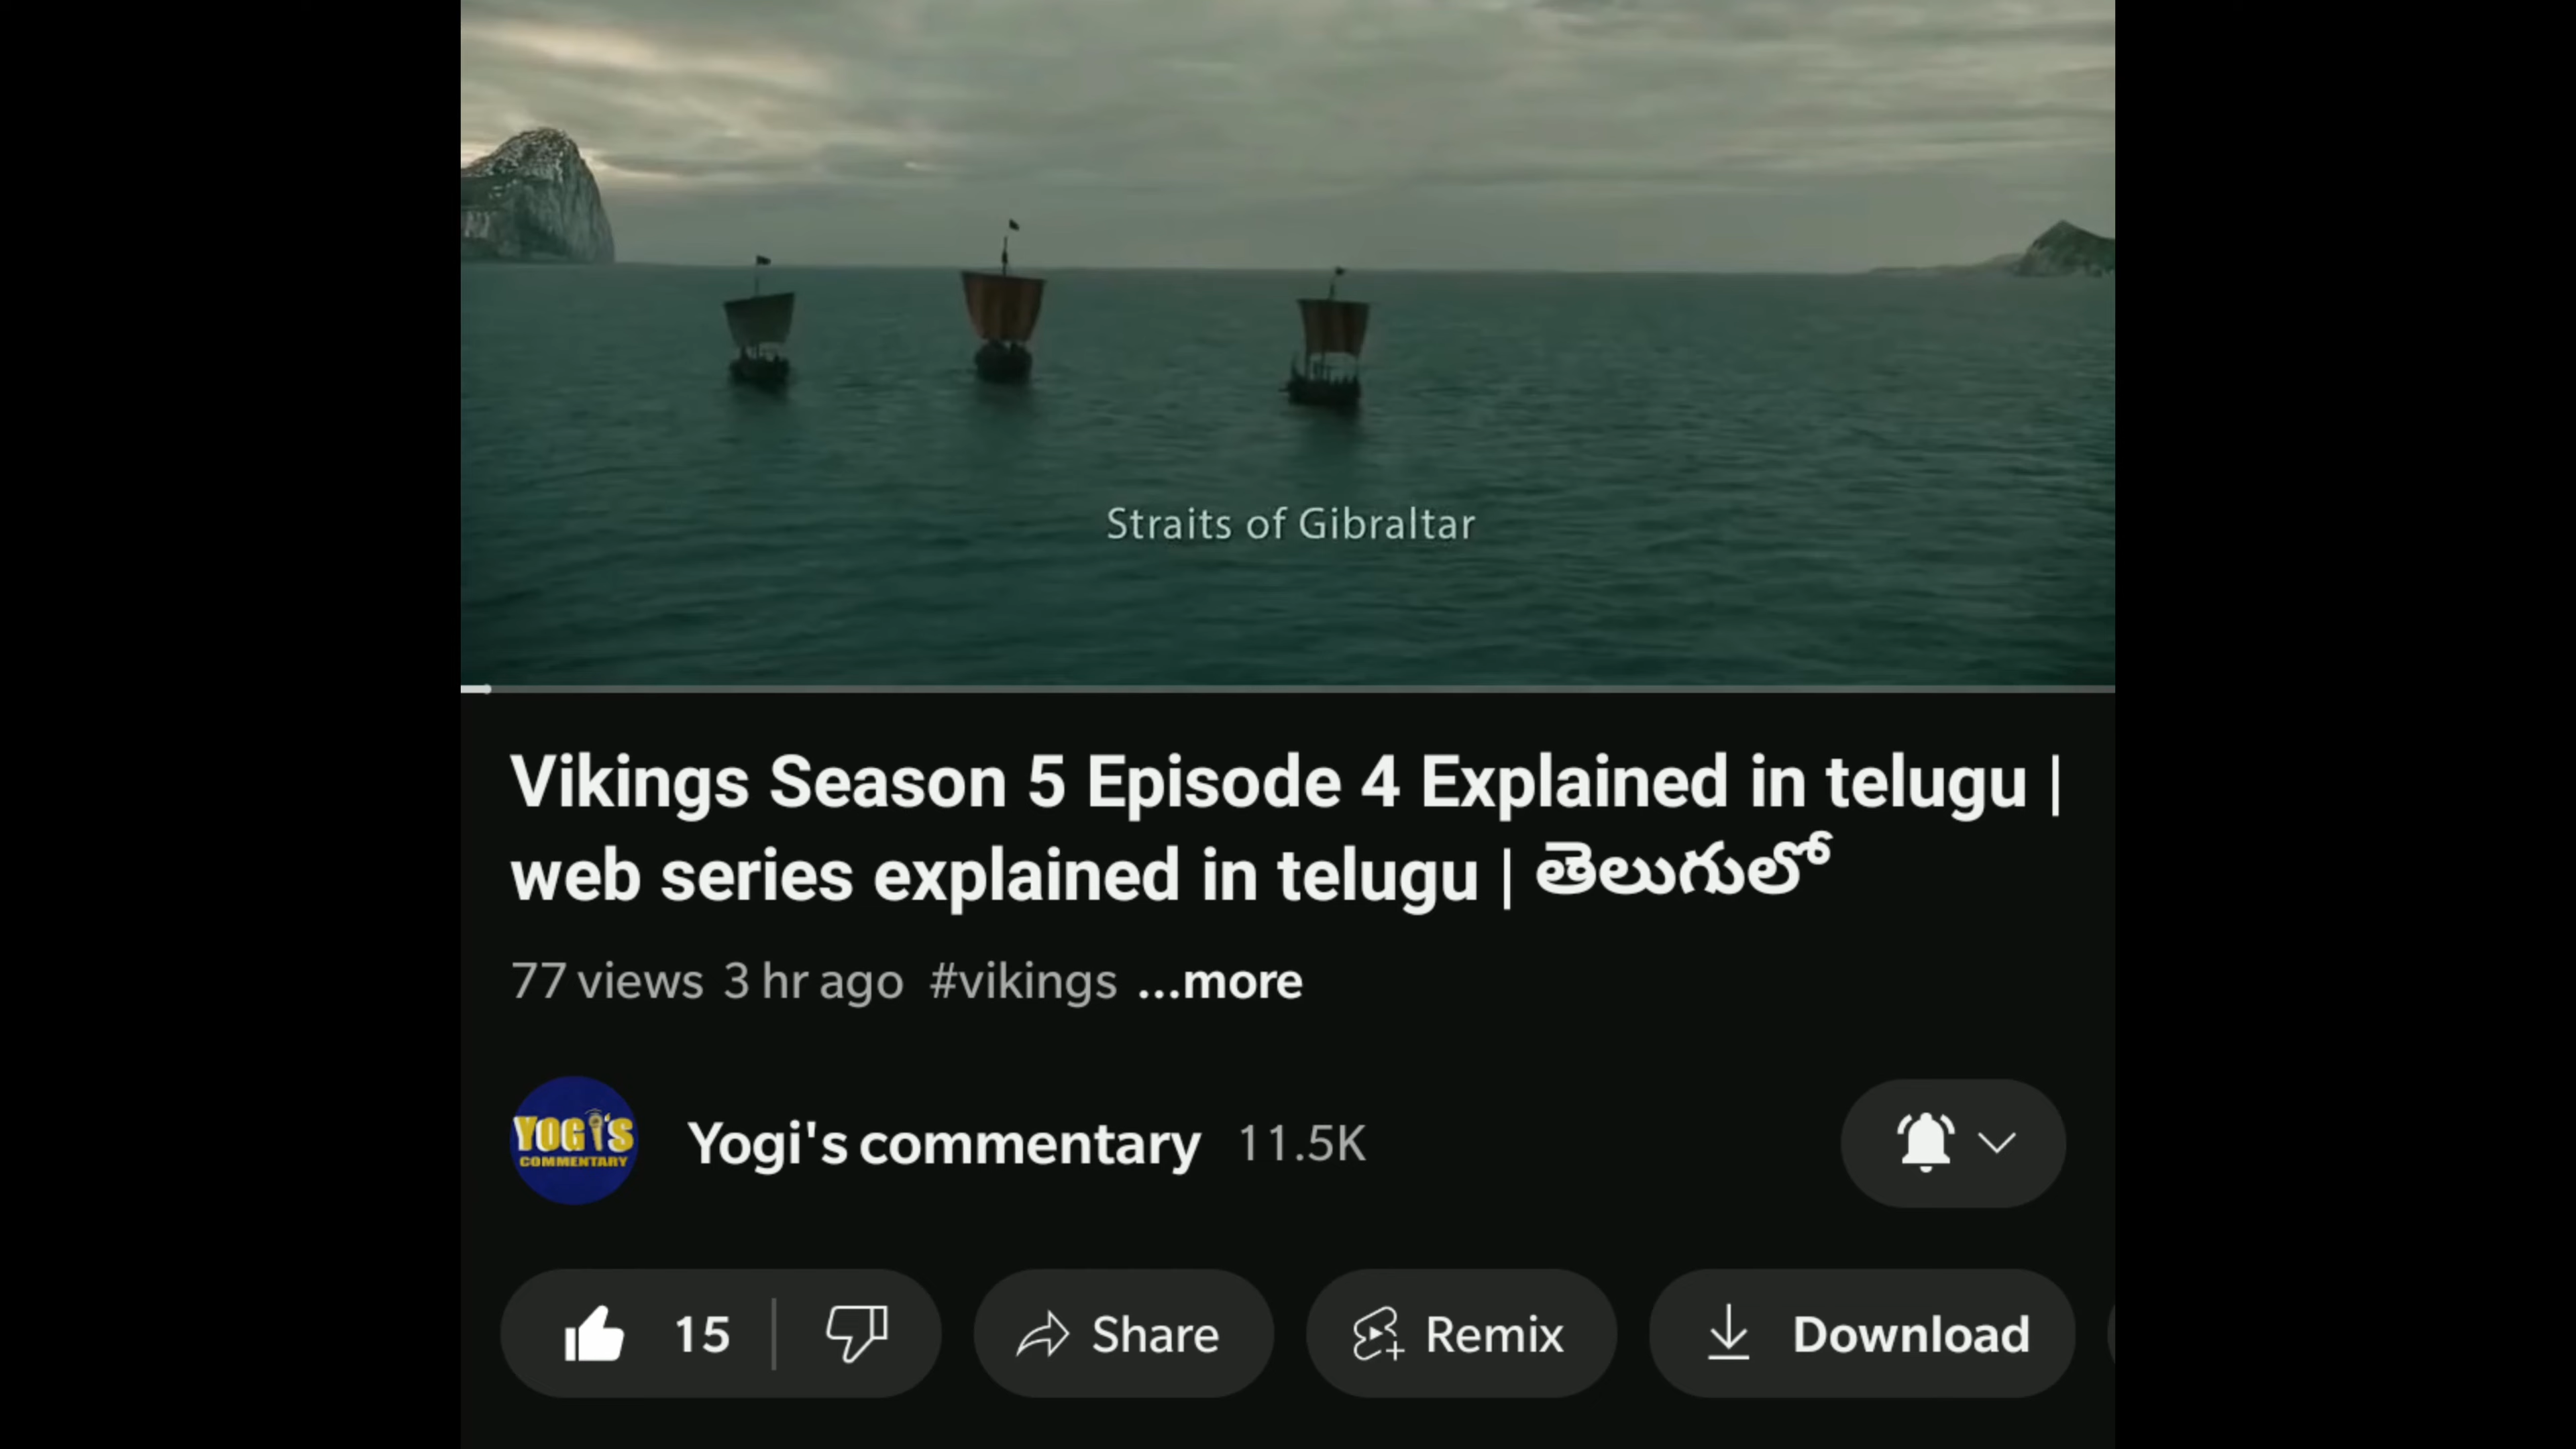 Straits of Gibraltar
Vikings Season 5 Episode 4 Explained in telugu |
web series explained in telugu | తెలుగులో
77 views 3 hr ago #vikings ...more
YOGI'S
COMMENTARY
Yogi's commentary 11.5K
15 Share Remix Download